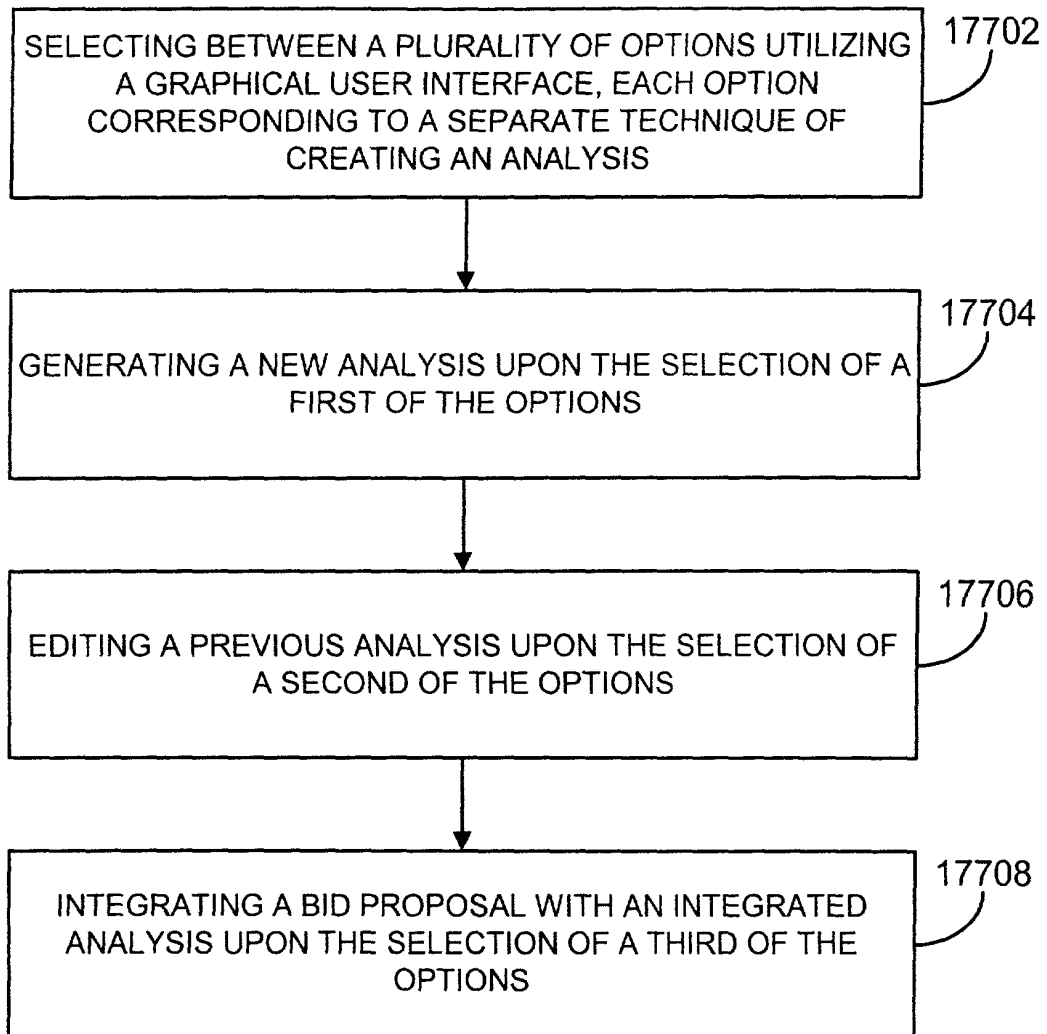 SELECTING BETWEEN A PLURALITY OF OPTIONS UTILIZING
A GRAPHICAL USER INTERFACE, EACH OPTION
CORRESPONDING TO A SEPARATE TECHNIQUE OF
CREATING AN ANALYSIS
17702
GENERATING A NEW ANALYSIS UPON THE SELECTION OF A
FIRST OF THE OPTIONS
17704
EDITING A PREVIOUS ANALYSIS UPON THE SELECTION OF
A SECOND OF THE OPTIONS
17706
INTEGRATING A BID PROPOSAL WITH AN INTEGRATED
ANALYSIS UPON THE SELECTION OF A THIRD OF THE
OPTIONS
17708